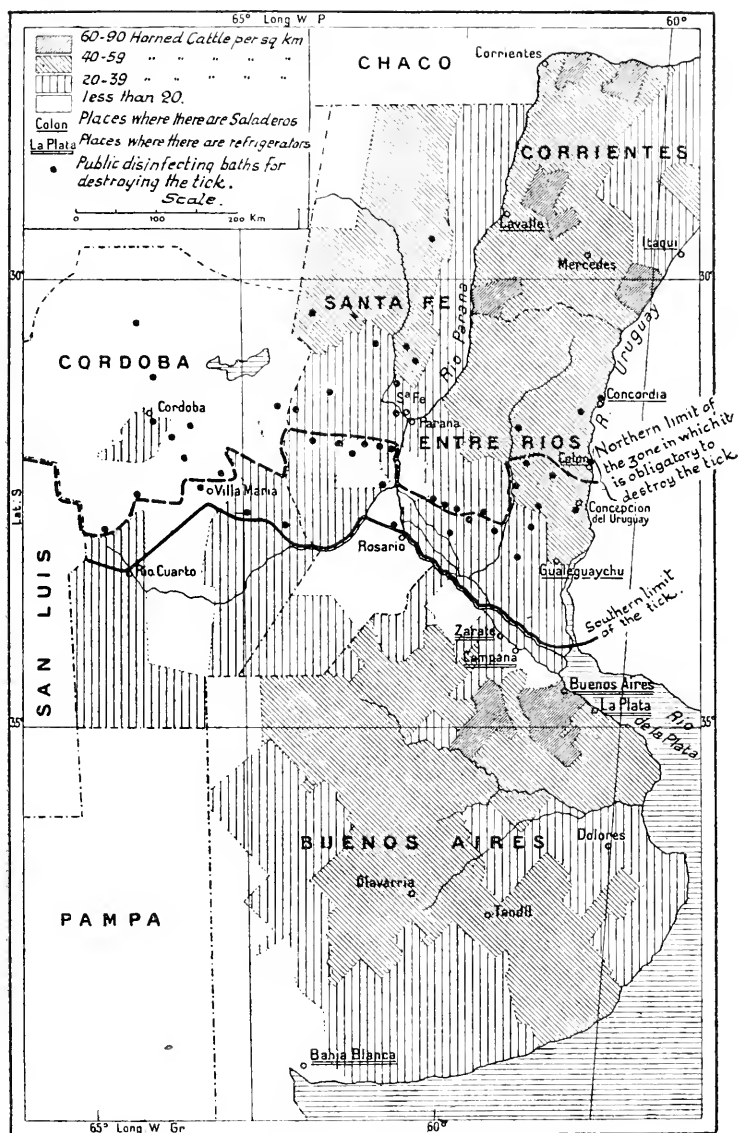 65° Long W P
60°
60-90 Horned Cattle per sq km
40-59 " " " " "
20-39 " " " " "
less than 20.
Colon Places where there are Saladeros
La Plata Places where there are refrigerators
Public disinfecting baths for
destroying the tick.
Scale.
0 100 200 Km
CHACO
Corrientes
CORRIENTES
Lavalle
Itaqui
Mercedes
30°
30°
SANTA FE
Rio Parana
R. Uruguay
CORDOBA
Cordoba
Sª Fe
Parana
Concordia
ENTRE RIOS
Colon
Northern limit of
the zone in which it
is obligatory to
destroy the tick
Villa Maria
Concepcion
del Uruguay
Lat. S
Rosario
Rio Cuarto
Gualeguaychu
Southern limit
of the tick.
SAN LUIS
Zarate
Campana
Buenos Aires
La Plata
Rio
de la Plata
35°
35°
BUENOS AIRES
Dolores
Olavarria
Tandil
PAMPA
Bahia Blanca
65° Long W Gr
60°